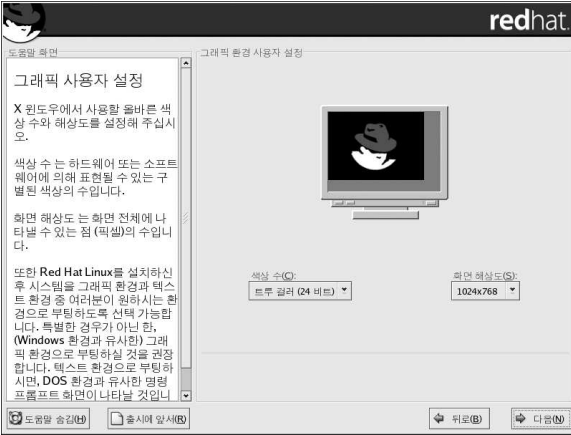 redhat.
도움말 화면
그래픽 사용자 설정
X 윈도우에서 사용할 올바른 색
상 수와 해상도를 설정해 주십시
오.
색상 수 는 하드웨어 또는 소프트
웨어에 의해 표현될 수 있는 구
별된 색상의 수입니다.
화면 해상도 는 화면 전체에 나
타낼 수 있는 점 (픽셀)의 수입니
다.
또한 Red Hat Linux를 설치하신
후 시스템을 그래픽 환경과 텍스
트 환경 중 여러분이 원하시는 환
경으로 부팅하도록 선택 가능합
니다. 특별한 경우가 아닌 한,
(Windows 환경과 유사한) 그래
픽 환경으로 부팅하실 것을 권장
합니다. 텍스트 환경으로 부팅하
시면, DOS 환경과 유사한 명령
프롬프트 화면이 나타날 것입니
그래픽 환경 사용자 설정
색상 수(C):
트루 컬러 (24 비트)
화면 해상도(S):
1024x768
도움말 숨김(H)
출시에 앞서(R)
뒤로(B)
다음(N)